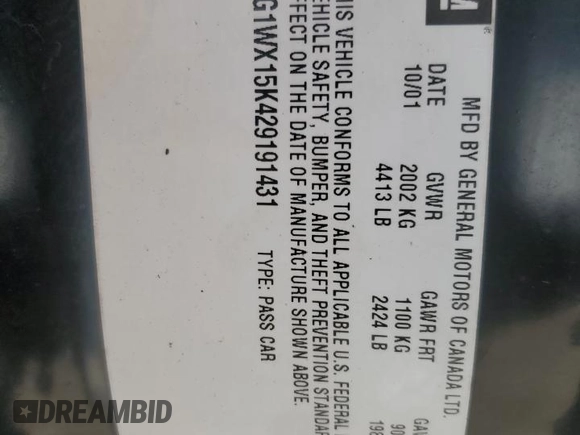 MFD BY GENERAL MOTORS OF CANADA LTD.
DATE GVWR GAWR FRT
10/01 2002 KG 1100 KG
4413 LB 2424 LB
HIS VEHICLE CONFORMS TO ALL APPLICABLE U.S. FEDERAL
EHICLE SAFETY, BUMPER, AND THEFT PREVENTION STANDAR
FFECT ON THE DATE OF MANUFACTURE SHOWN ABOVE.
G1WX15K429191431 TYPE: PASS CAR
DREAMBID